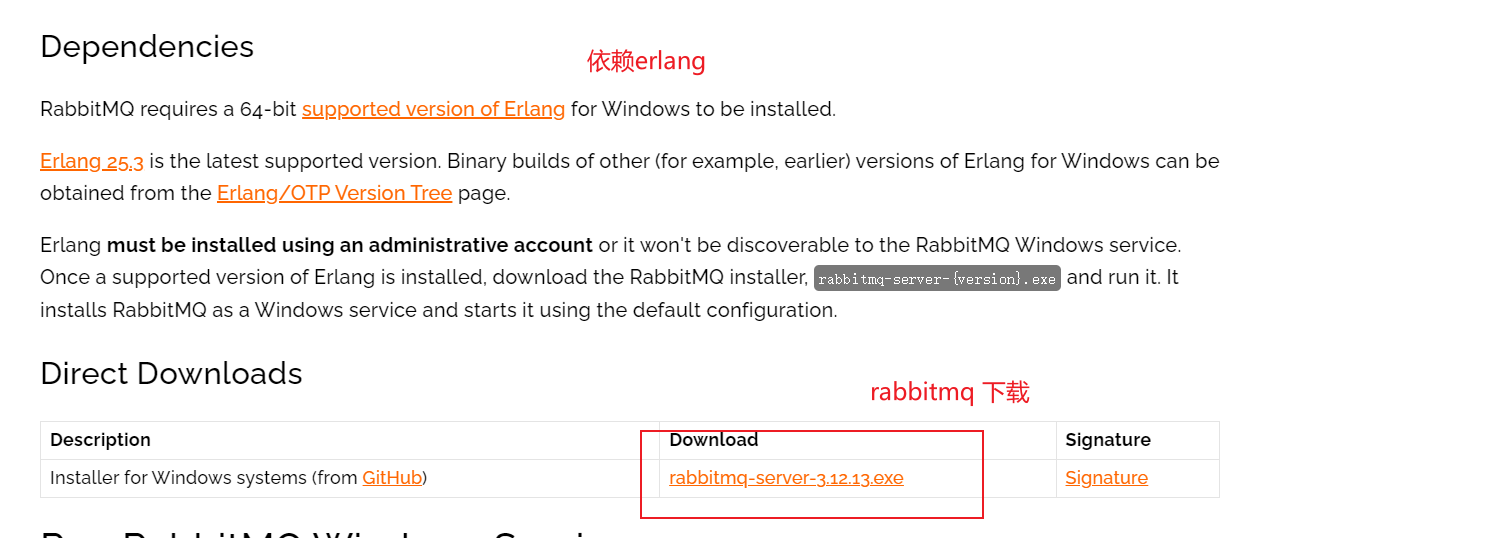 Dependencies
依赖erlang
RabbitMQ requires a 64-bit supported version of Erlang for Windows to be installed.
Erlang 25.3 is the latest supported version. Binary builds of other (for example, earlier) versions of Erlang for Windows can be
obtained from the Erlang/OTP Version Tree page.
Erlang must be installed using an administrative account or it won't be discoverable to the RabbitMQ Windows service.
Once a supported version of Erlang is installed, download the RabbitMQ installer, rabbitmq-server-{version}.exe and run it. It
installs RabbitMQ as a Windows service and starts it using the default configuration.
Direct Downloads
rabbitmq 下载
Description Download Signature
Installer for Windows systems (from GitHub) rabbitmq-server-3.12.13.exe Signature